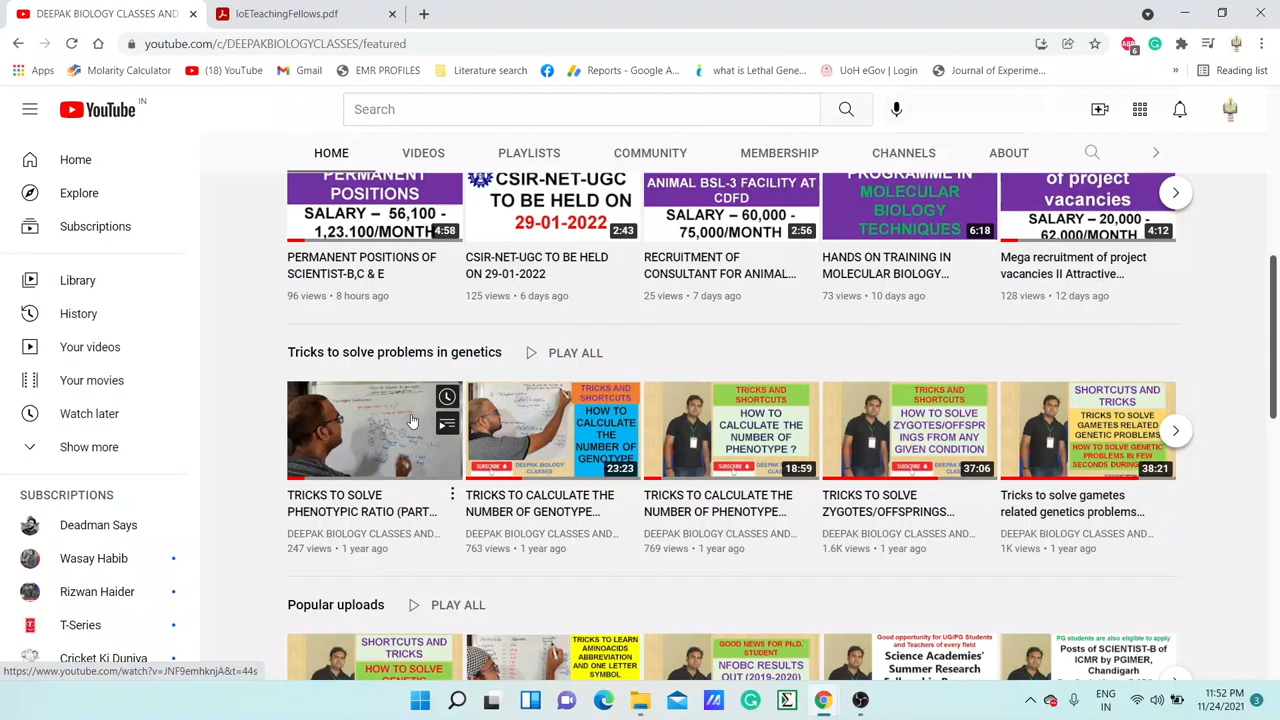 DEEPAK BIOLOGY CLASSES AND
IoETeachingFellows.pdf
youtube.com/c/DEEPAKBIOLOGYCLASSES/featured
6
Apps
Molarity Calculator
(18) YouTube
Gmail
EMR PROFILES
Literature search
Reports - Google A...
what is Lethal Gene...
UoH eGov | Login
Journal of Experime...
»
Reading list
YouTube IN
Search
HOME
VIDEOS
PLAYLISTS
COMMUNITY
MEMBERSHIP
CHANNELS
ABOUT
Home
Explore
Subscriptions
Library
History
Your videos
Your movies
Watch later
Show more
SUBSCRIPTIONS
Deadman Says
Wasay Habib
Rizwan Haider
T-Series
Cricket Ki Duniya
PERMANENT
POSITIONS
SALARY – 56,100 -
1,23.100/MONTH
4:58
PERMANENT POSITIONS OF
SCIENTIST-B,C & E
96 views • 8 hours ago
CSIR-NET-UGC
TO BE HELD ON
29-01-2022
2:43
CSIR-NET-UGC TO BE HELD
ON 29-01-2022
125 views • 6 days ago
ANIMAL BSL-3 FACILITY AT
CDFD
SALARY – 60,000 -
75,000/MONTH
2:56
RECRUITMENT OF
CONSULTANT FOR ANIMAL...
25 views • 7 days ago
PROGRAMME IN
MOLECULAR
BIOLOGY
TECHNIQUES
6:18
HANDS ON TRAINING IN
MOLECULAR BIOLOGY...
73 views • 10 days ago
of project
vacancies
SALARY – 20,000 -
62,000/MONTH
4:12
Mega recruitment of project
vacancies II Attractive...
128 views • 12 days ago
Tricks to solve problems in genetics
PLAY ALL
TRICKS TO SOLVE
PHENOTYPIC RATIO (PART...
DEEPAK BIOLOGY CLASSES AND...
247 views • 1 year ago
TRICKS AND
SHORTCUTS
HOW TO
CALCULATE
THE
NUMBER OF
GENOTYPE
SUBSCRIBE
23:23
TRICKS TO CALCULATE THE
NUMBER OF GENOTYPE...
DEEPAK BIOLOGY CLASSES AND...
763 views • 1 year ago
TRICKS AND
SHORTCUTS
HOW TO
CALCULATE THE
NUMBER OF
PHENOTYPE ?
SUBSCRIBE
18:59
TRICKS TO CALCULATE THE
NUMBER OF PHENOTYPE...
DEEPAK BIOLOGY CLASSES AND...
769 views • 1 year ago
TRICKS AND
SHORTCUTS
HOW TO SOLVE
ZYGOTES/OFFSP
RINGS FROM ANY
GIVEN CONDITION
SUBSCRIBE
37:06
TRICKS TO SOLVE
ZYGOTES/OFFSPRINGS...
DEEPAK BIOLOGY CLASSES AND...
1.6K views • 1 year ago
SHORTCUTS AND
TRICKS
TRICKS TO SOLVE
GAMETES RELATED
GENETIC PROBLEMS
HOW TO SOLVE GENETIC
PROBLEMS IN FEW
SECONDS DURING
38:21
Tricks to solve gametes
related genetics problems...
DEEPAK BIOLOGY CLASSES AND...
1K views • 1 year ago
Popular uploads
PLAY ALL
SHORTCUTS AND
TRICKS
HOW TO SOLVE
TRICKS TO LEARN
AMINOACIDS
ABBREVIATION
AND ONE LETTER
SYMBOL
GOOD NEWS FOR Ph.D.
STUDENT
NFOBC RESULTS
OUT (2019-2020)
Good opportunity for UG/PG Students
and Teachers of every field
Science Academies'
Summer Research
PG students are also eligible to apply
Posts of SCIENTIST-B of
ICMR by PGIMER,
Chandigarh
https://www.youtube.com/watch?v=JNF9emhknjA&t=44s
ENG
IN
11:52 PM
11/24/2021
3